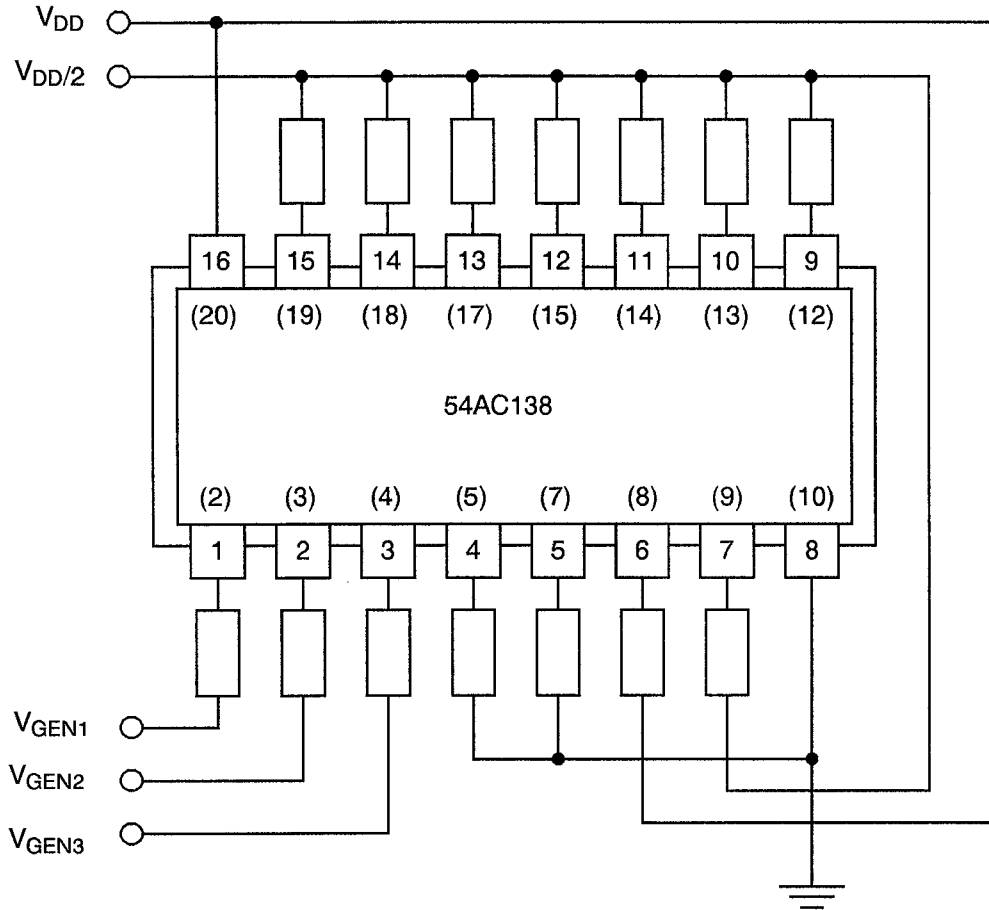 VDD
VDD/2
16 15 14 13 12 11 10 9
(20) (19) (18) (17) (15) (14) (13) (12)
54AC138
(2) (3) (4) (5) (7) (8) (9) (10)
1 2 3 4 5 6 7 8
VGEN1
VGEN2
VGEN3